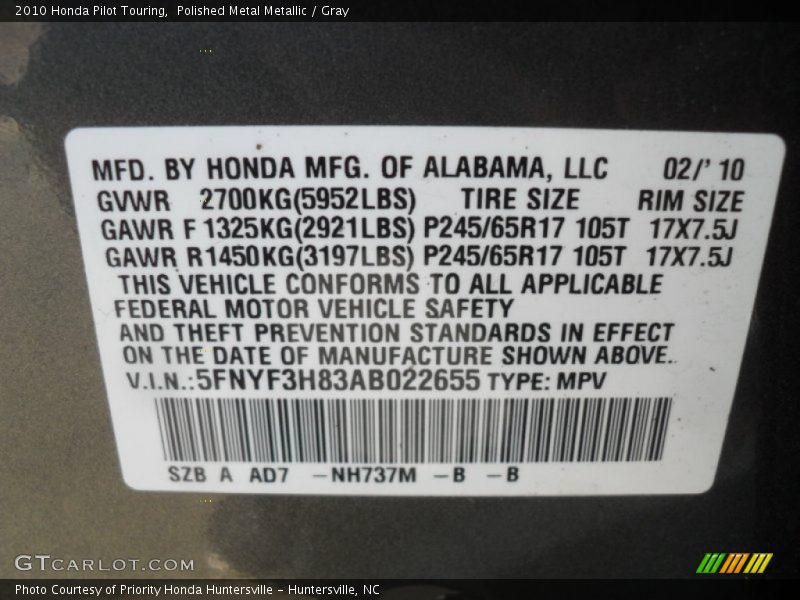 2010 Honda Pilot Touring,  Polished Metal Metallic / Gray
MFD. BY HONDA MFG. OF ALABAMA, LLC 02/' 10
GVWR 2700KG(5952LBS) TIRE SIZE RIM SIZE
GAWR F 1325KG(2921LBS) P245/65R17 105T 17X7.5J
GAWR R1450KG(3197LBS) P245/65R17 105T 17X7.5J
THIS VEHICLE CONFORMS TO ALL APPLICABLE
FEDERAL MOTOR VEHICLE SAFETY
AND THEFT PREVENTION STANDARDS IN EFFECT
ON THE DATE OF MANUFACTURE SHOWN ABOVE.
V.I.N.:5FNYF3H83AB022655 TYPE: MPV
SZB A AD7 -NH737M -B -B
GTCARLOT.COM
Photo Courtesy of Priority Honda Huntersville - Huntersville, NC